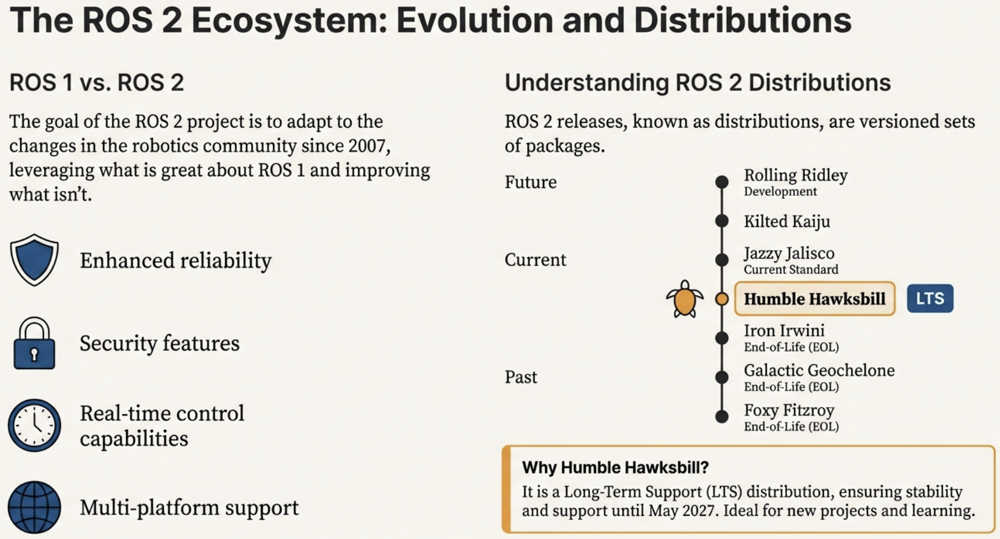 The ROS 2 Ecosystem: Evolution and Distributions
ROS 1 vs. ROS 2
The goal of the ROS 2 project is to adapt to the
changes in the robotics community since 2007,
leveraging what is great about ROS 1 and improving
what isn't.
Enhanced reliability
Security features
Real-time control
capabilities
Multi-platform support
Understanding ROS 2 Distributions
ROS 2 releases, known as distributions, are versioned sets
of packages.
Future
Rolling Ridley
Development
Kilted Kaiju
Current
Jazzy Jalisco
Current Standard
Humble Hawksbill
LTS
Iron Irwini
End-of-Life (EOL)
Past
Galactic Geochelone
End-of-Life (EOL)
Foxy Fitzroy
End-of-Life (EOL)
Why Humble Hawksbill?
It is a Long-Term Support (LTS) distribution, ensuring stability
and support until May 2027. Ideal for new projects and learning.